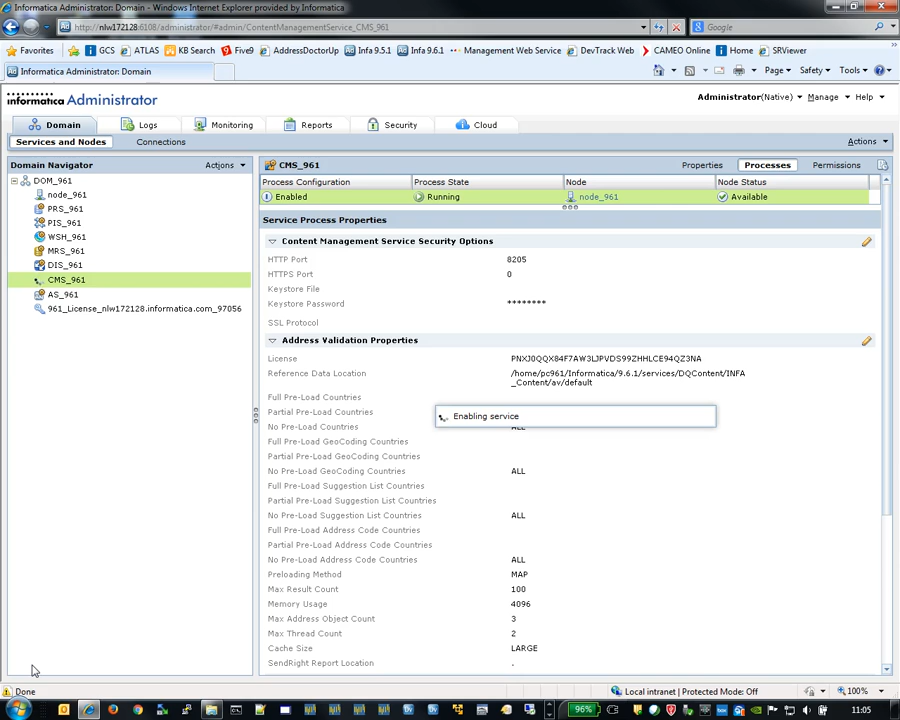 Informatica Administrator: Domain - Windows Internet Explorer provided by Informatica
http://nlw172128:6108/administrator/#admin/ContentManagementService_CMS_961
Google
Favorites GCS ATLAS KB Search Five9 AddressDoctorUp Infa 9.5.1 Infa 9.6.1 Management Web Service DevTrack Web CAMEO Online Home SRViewer
Informatica Administrator: Domain
Page Safety Tools
INFORMATICA Administrator
Administrator(Native) Manage Help
Domain Logs Monitoring Reports Security Cloud
Services and Nodes Connections Actions
Domain Navigator Actions
DOM_961
node_961
PRS_961
PIS_961
WSH_961
MRS_961
DIS_961
CMS_961
AS_961
961_License_nlw172128.informatica.com_97056
CMS_961 Properties Processes Permissions
Process Configuration Process State Node Node Status
Enabled Running node_961 Available
Service Process Properties
Content Management Service Security Options
HTTP Port 8205
HTTPS Port 0
Keystore File
Keystore Password ********
SSL Protocol
Address Validation Properties
License PNXJ0QQX84F7AW3LJPVDS99ZHHLCE94QZ3NA
Reference Data Location /home/pc961/Informatica/9.6.1/services/DQContent/INFA
_Content/av/default
Full Pre-Load Countries
Partial Pre-Load Countries
Enabling service
No Pre-Load Countries ALL
Full Pre-Load GeoCoding Countries
Partial Pre-Load GeoCoding Countries
No Pre-Load GeoCoding Countries ALL
Full Pre-Load Suggestion List Countries
Partial Pre-Load Suggestion List Countries
No Pre-Load Suggestion List Countries ALL
Full Pre-Load Address Code Countries
Partial Pre-Load Address Code Countries
No Pre-Load Address Code Countries ALL
Preloading Method MAP
Max Result Count 100
Memory Usage 4096
Max Address Object Count 3
Max Thread Count 2
Cache Size LARGE
SendRight Report Location .
Done
Local intranet | Protected Mode: Off
100%
96%
11:05